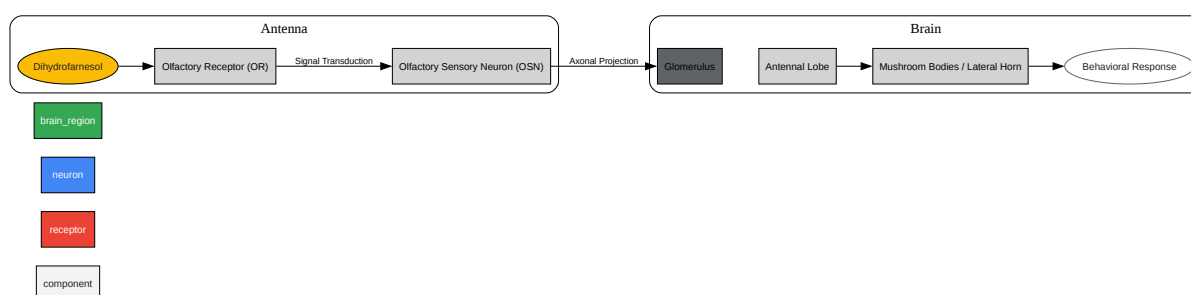 Antenna
Brain
Dihydrofarnesol
Olfactory Receptor (OR)
Signal Transduction
Olfactory Sensory Neuron (OSN)
Axonal Projection
Glomerulus
Antennal Lobe
Mushroom Bodies / Lateral Horn
Behavioral Response
brain_region
neuron
receptor
component